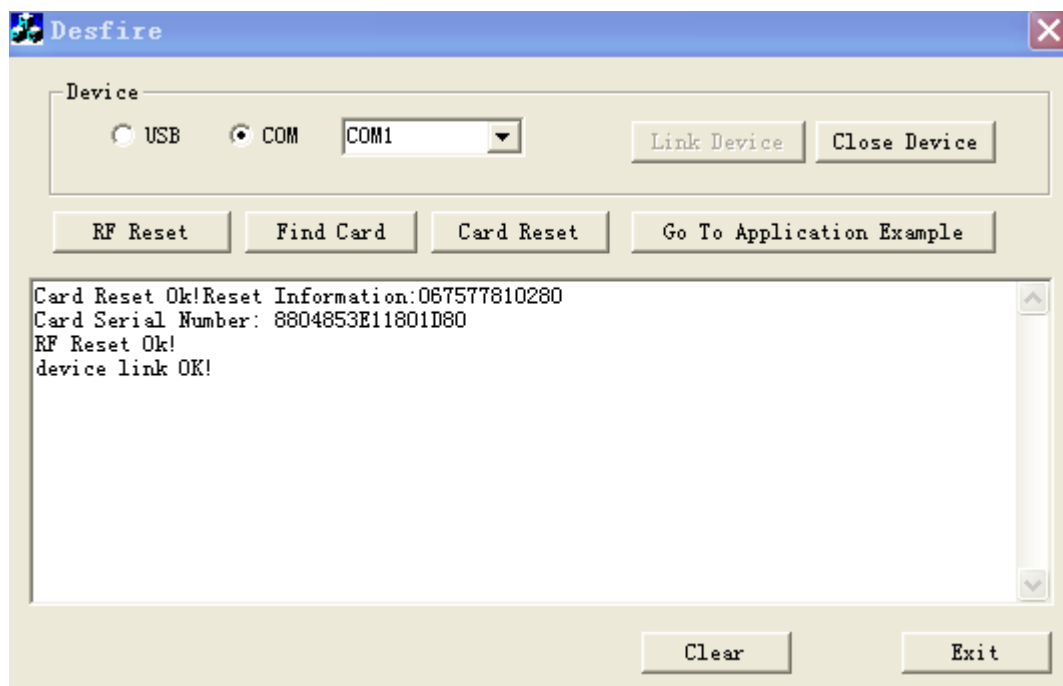 Desfire
Device
USB COM COM1 Link Device Close Device
RF Reset Find Card Card Reset Go To Application Example
Card Reset Ok!Reset Information:067577810280
Card Serial Number: 8804853E11801D80
RF Reset Ok!
device link OK!
Clear Exit